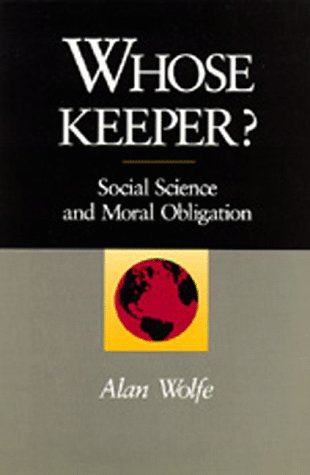 WHOSE
KEEPER?
Social Science
and Moral Obligation
Alan Wolfe